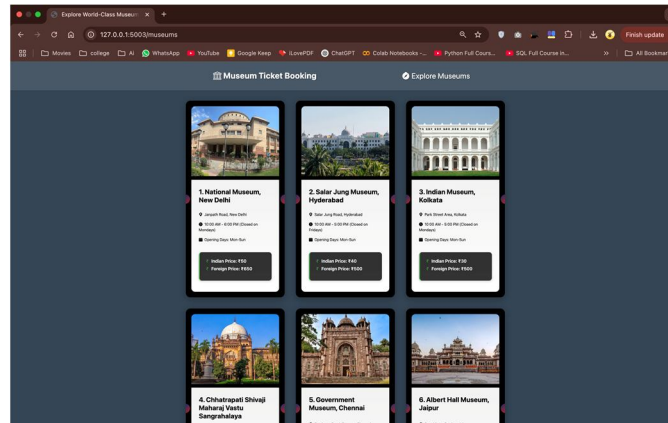 Explore World-Class Museum
127.0.0.1:5003/museums
Finish update
Movies
college
Ai
WhatsApp
YouTube
Google Keep
iLovePDF
ChatGPT
Colab Notebooks -...
Python Full Cours...
SQL Full Course in...
All Bookmar
Museum Ticket Booking
Explore Museums
1. National Museum,
New Delhi
Janpath Road, New Delhi
10:00 AM - 6:00 PM (Closed on
Mondays)
Opening Days: Mon-Sun
Indian Price: ₹50
Foreign Price: ₹650
2. Salar Jung Museum,
Hyderabad
Salar Jung Road, Hyderabad
10:00 AM - 5:00 PM (Closed on
Fridays)
Opening Days: Mon-Sun
Indian Price: ₹40
Foreign Price: ₹500
3. Indian Museum,
Kolkata
Park Street Area, Kolkata
10:00 AM - 5:00 PM (Closed on
Mondays)
Opening Days: Mon-Sun
Indian Price: ₹30
Foreign Price: ₹500
4. Chhatrapati Shivaji
Maharaj Vastu
Sangrahalaya
5. Government
Museum, Chennai
6. Albert Hall Museum,
Jaipur